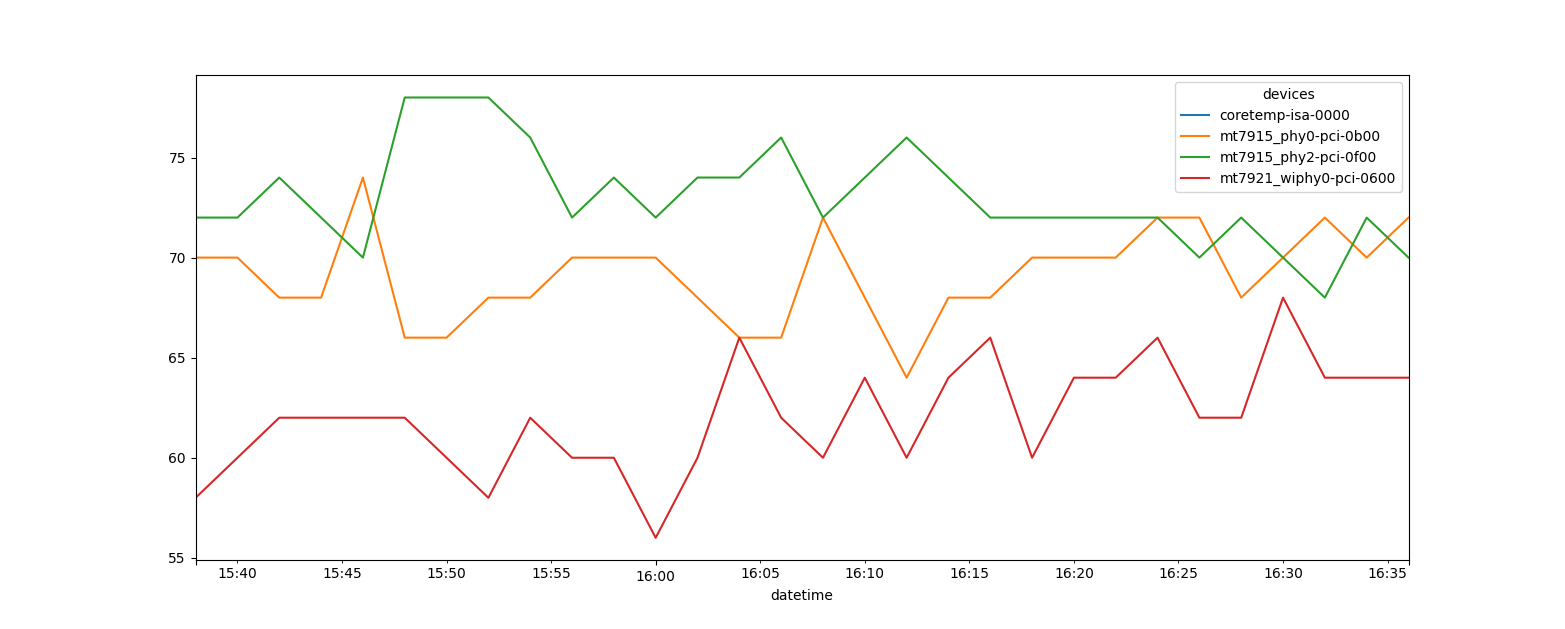 devices
coretemp-isa-0000
mt7915_phy0-pci-0b00
mt7915_phy2-pci-0f00
mt7921_wiphy0-pci-0600
75
70
65
60
55
15:40 15:45 15:50 15:55 16:00 16:05 16:10 16:15 16:20 16:25 16:30 16:35
datetime